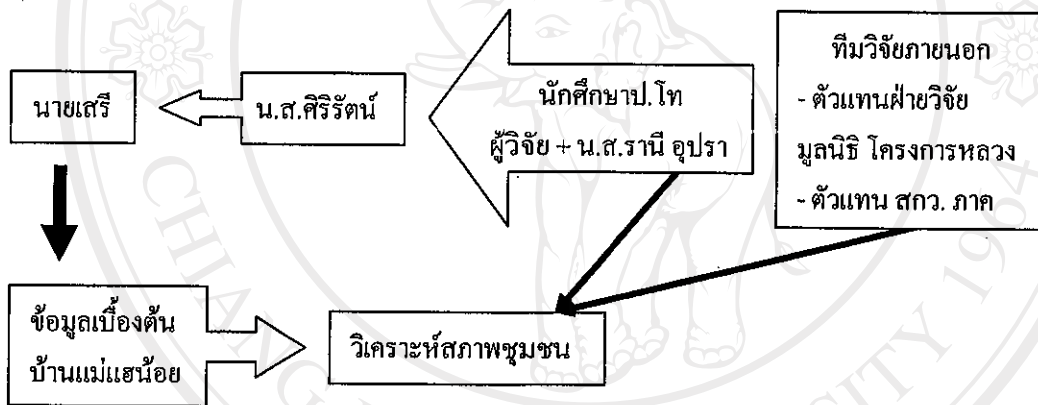 นายเสรี
น.ส.ศิริรัตน์
นักศึกษาป.โท
ผู้วิจัย + น.ส.รานี อุปรา
ทีมวิจัยภายนอก
- ตัวแทนฝ่ายวิจัย
มูลนิธิ โครงการหลวง
- ตัวแทน สกว. ภาค
ข้อมูลเบื้องต้น
บ้านแม่แฮน้อย
วิเคราะห์สภาพชุมชน
CHIANG
SITY 1964